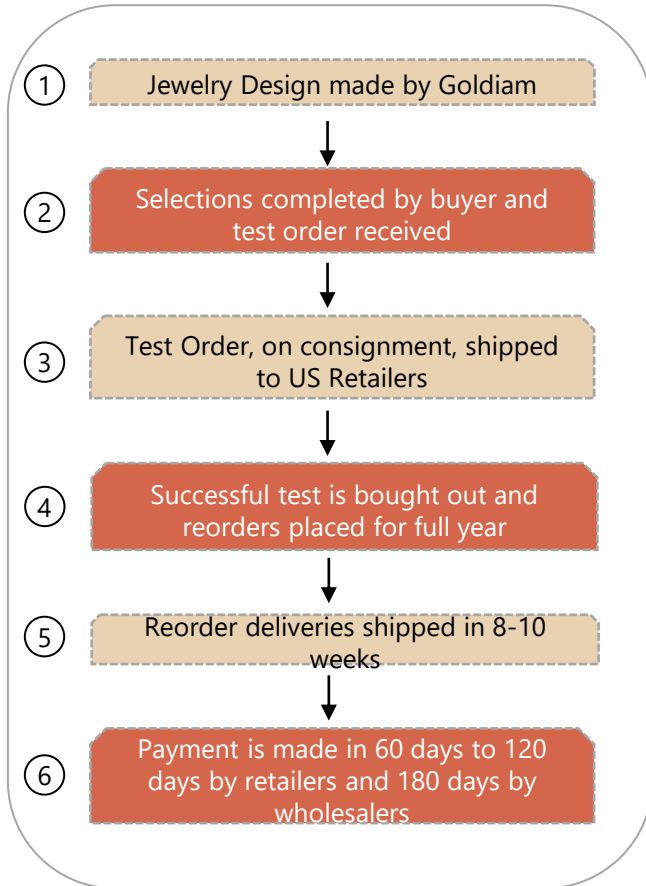 1
Jewelry Design made by Goldiam
2
Selections completed by buyer and
test order received
3
Test Order, on consignment, shipped
to US Retailers
4
Successful test is bought out and
reorders placed for full year
5
Reorder deliveries shipped in 8-10
weeks
6
Payment is made in 60 days to 120
days by retailers and 180 days by
wholesalers